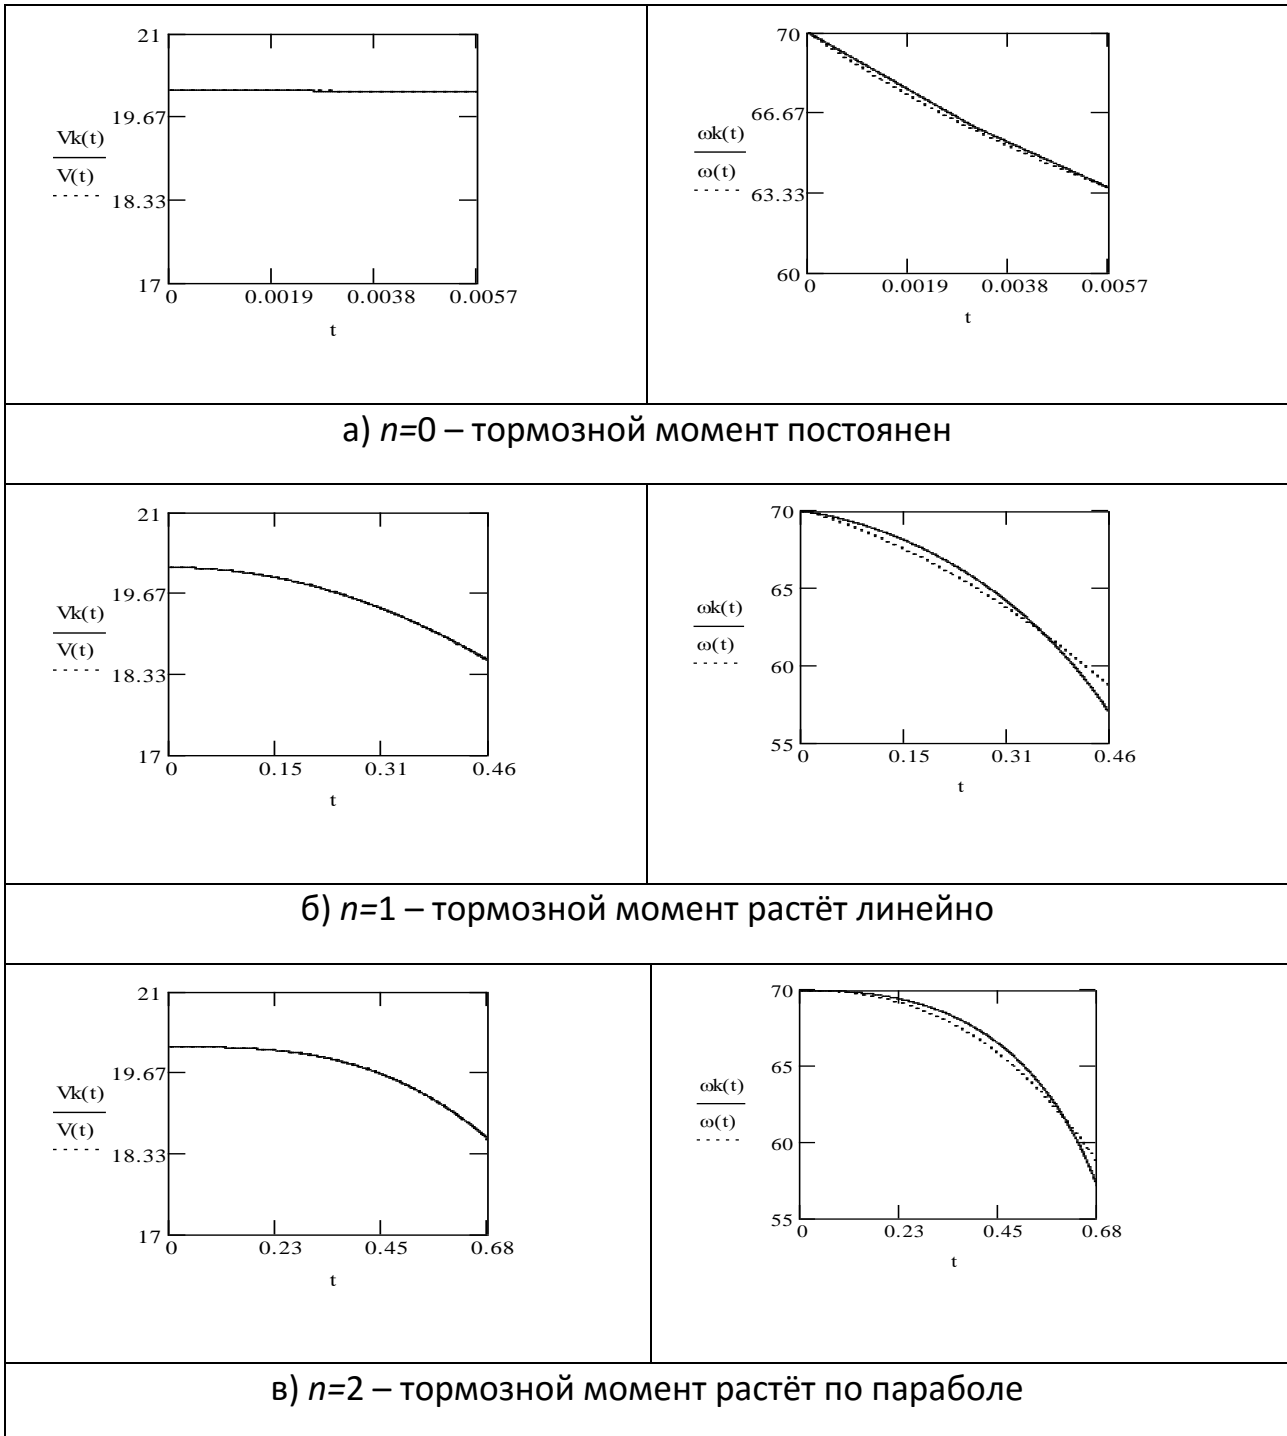 21
19.67
Vk(t)
V(t)
18.33
17
0 0.0019 0.0038 0.0057
t
70
66.67
ωk(t)
ω(t)
63.33
60
0 0.0019 0.0038 0.0057
t
а) n=0 – тормозной момент постоянен
21
19.67
Vk(t)
V(t)
18.33
17
0 0.15 0.31 0.46
t
70
65
ωk(t)
ω(t)
60
55
0 0.15 0.31 0.46
t
б) n=1 – тормозной момент растёт линейно
21
19.67
Vk(t)
V(t)
18.33
17
0 0.23 0.45 0.68
t
70
65
ωk(t)
ω(t)
60
55
0 0.23 0.45 0.68
t
в) n=2 – тормозной момент растёт по параболе